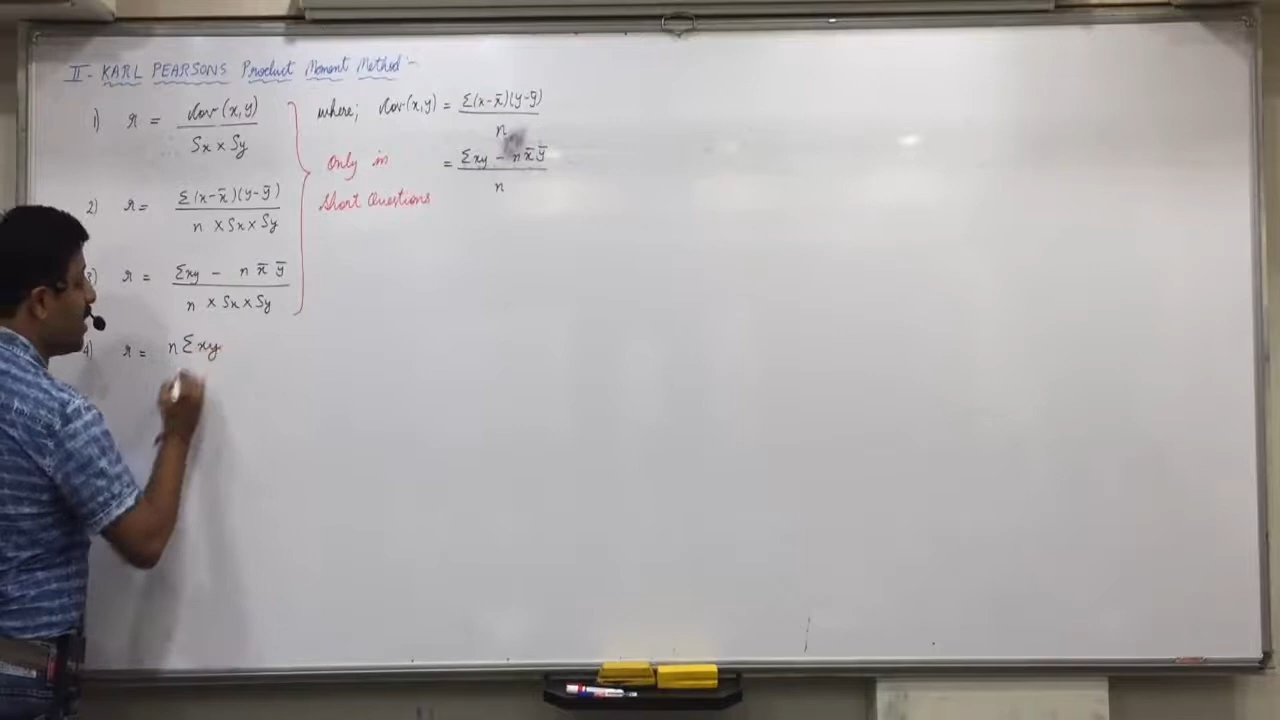 II - KARL PEARSONS Product Moment Method :-
1) r = Cov (x, y) / Sx × Sy
where; Cov (x, y) = Σ(x-x̄)(y-ȳ) / n
= Σxy - n x̄ ȳ / n
Only in
Short Questions
2) r = Σ(x-x̄)(y-ȳ) / n × Sx × Sy
3) r = Σxy - n x̄ ȳ / n × Sx × Sy
4) r = n Σxy